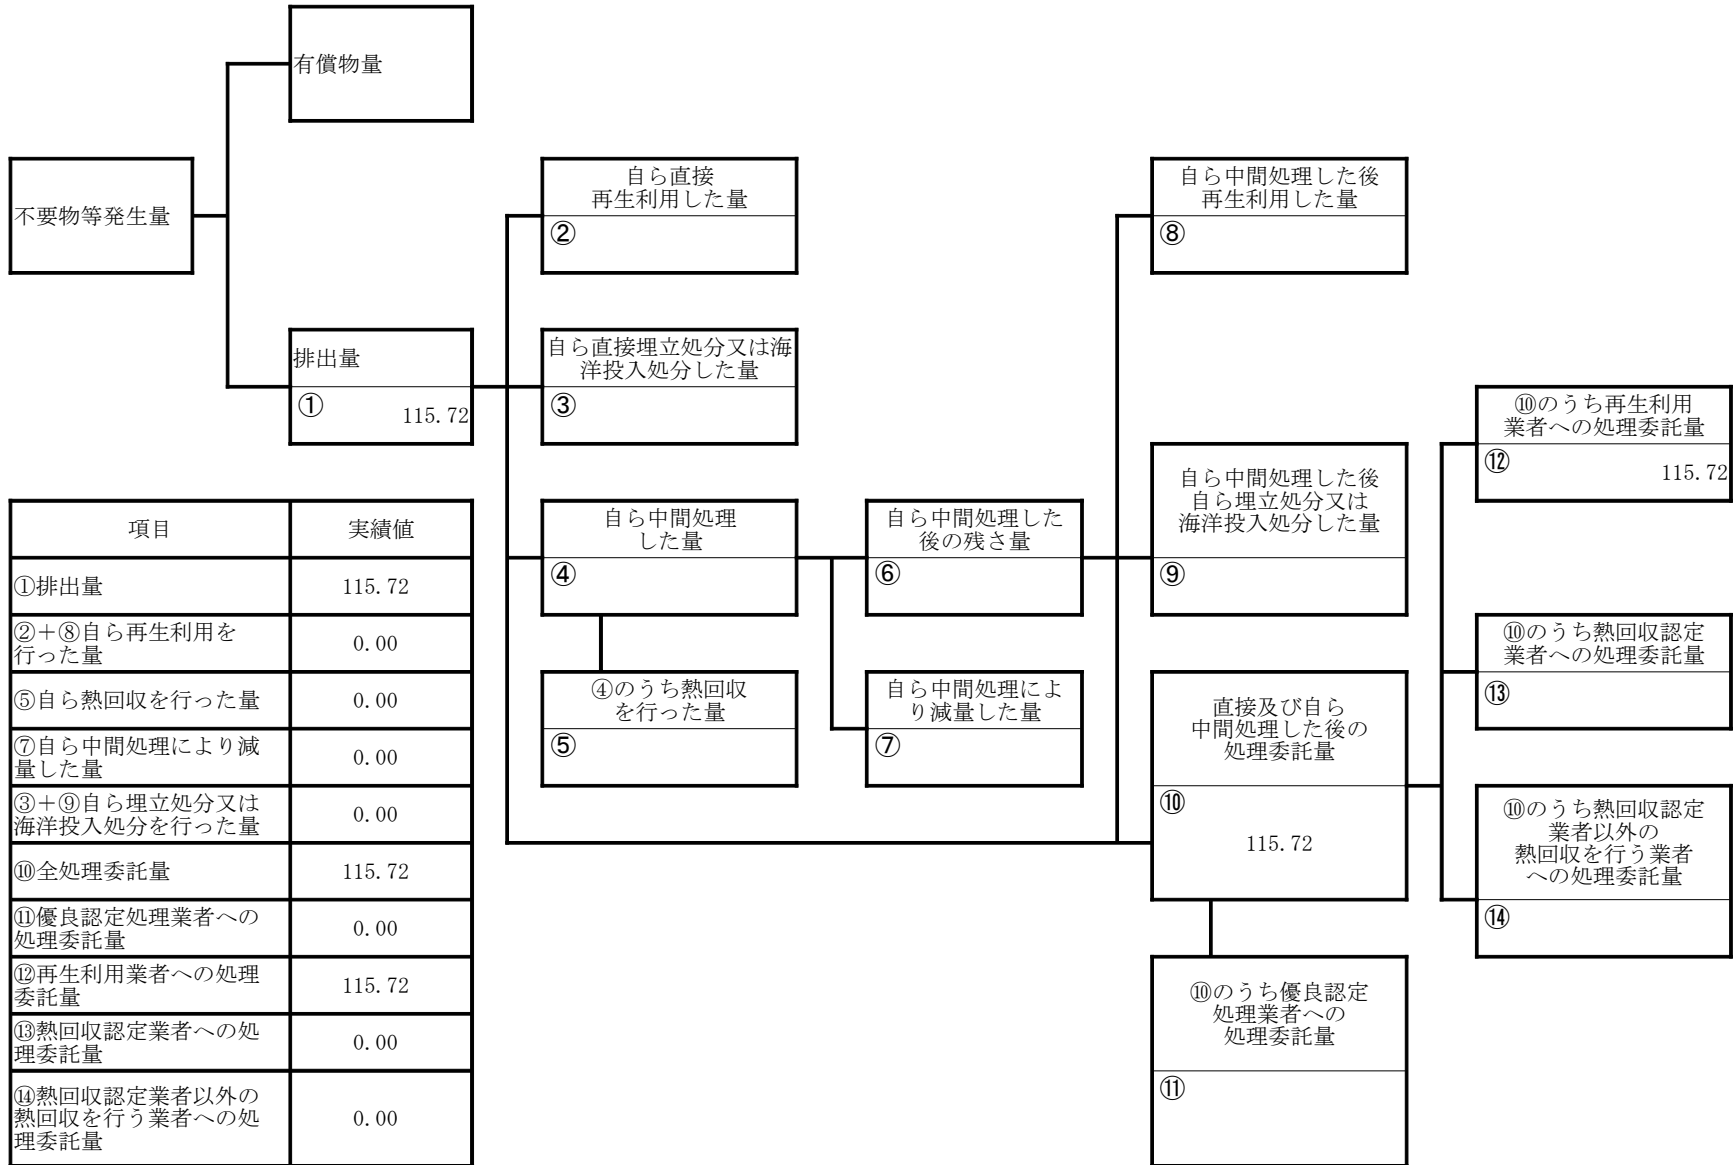 有償物量
不要物等発生量
自ら直接
再生利用した量
②
自ら中間処理した後
再生利用した量
⑧
排出量
①
115.72
自ら直接埋立処分又は海
洋投入処分した量
③
⑩のうち再生利用
業者への処理委託量
⑫
115.72
自ら中間処理
した量
④
自ら中間処理した
後の残さ量
⑥
自ら中間処理した後
自ら埋立処分又は
海洋投入処分した量
⑨
⑩のうち熱回収認定
業者への処理委託量
⑬
④のうち熱回収
を行った量
⑤
自ら中間処理によ
り減量した量
⑦
直接及び自ら
中間処理した後の
処理委託量
⑩
115.72
⑩のうち熱回収認定
業者以外の
熱回収を行う業者
への処理委託量
⑭
⑩のうち優良認定
処理業者への
処理委託量
⑪
項目 実績値
①排出量 115.72
②+⑧自ら再生利用を
行った量 0.00
⑤自ら熱回収を行った量 0.00
⑦自ら中間処理により減
量した量 0.00
③+⑨自ら埋立処分又は
海洋投入処分を行った量 0.00
⑩全処理委託量 115.72
⑪優良認定処理業者への
処理委託量 0.00
⑫再生利用業者への処理
委託量 115.72
⑬熱回収認定業者への処
理委託量 0.00
⑭熱回収認定業者以外の
熱回収を行う業者への処
理委託量 0.00